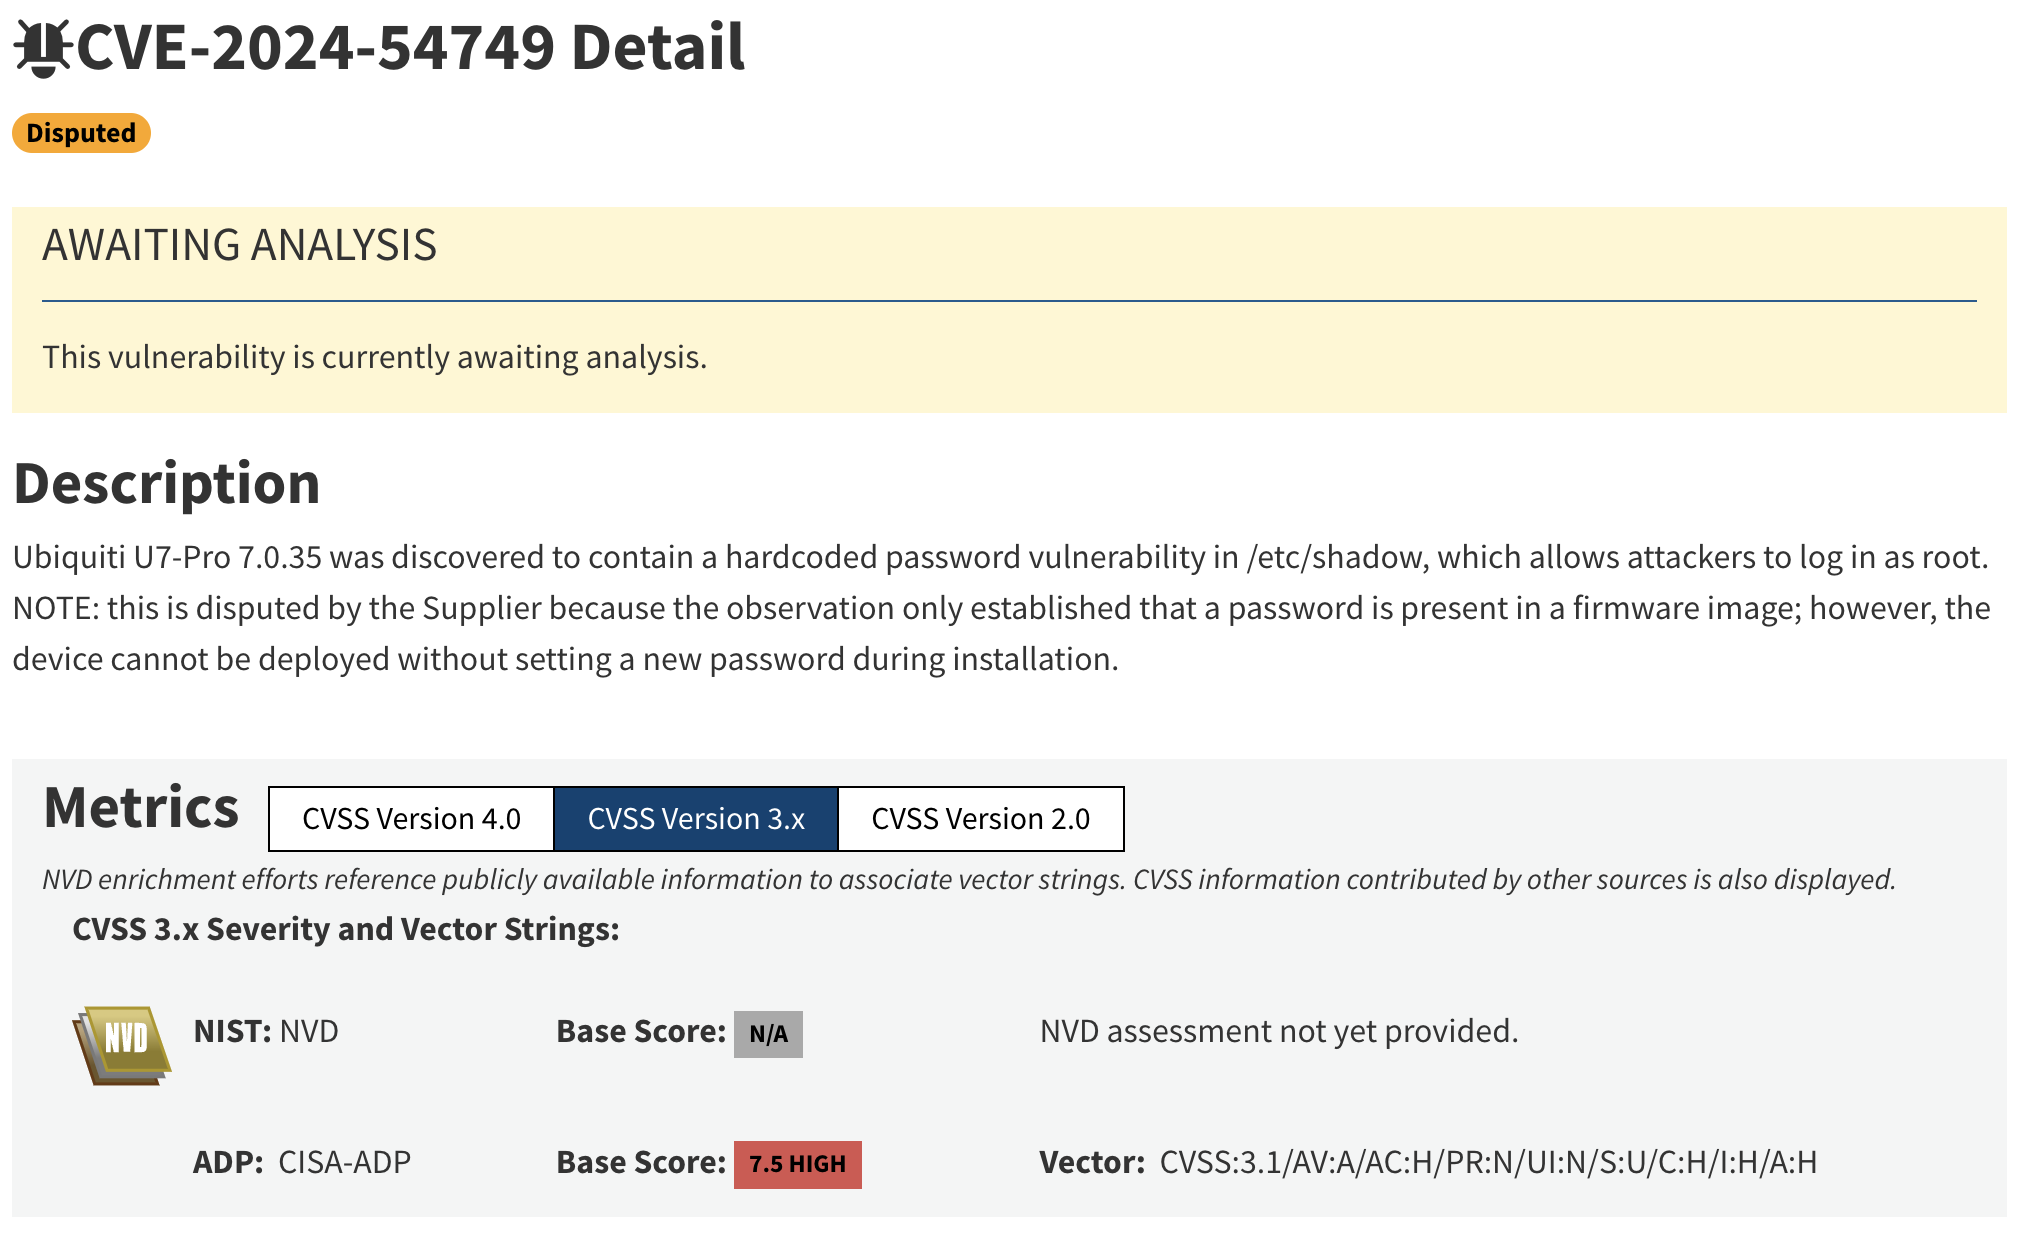 CVE-2024-54749 Detail
Disputed
AWAITING ANALYSIS
This vulnerability is currently awaiting analysis.
Description
Ubiquiti U7-Pro 7.0.35 was discovered to contain a hardcoded password vulnerability in /etc/shadow, which allows attackers to log in as root.
NOTE: this is disputed by the Supplier because the observation only established that a password is present in a firmware image; however, the
device cannot be deployed without setting a new password during installation.
Metrics CVSS Version 4.0 CVSS Version 3.x CVSS Version 2.0
NVD enrichment efforts reference publicly available information to associate vector strings. CVSS information contributed by other sources is also displayed.
CVSS 3.x Severity and Vector Strings:
NVD NIST: NVD Base Score: N/A NVD assessment not yet provided.
ADP: CISA-ADP Base Score: 7.5 HIGH Vector: CVSS:3.1/AV:A/AC:H/PR:N/UI:N/S:U/C:H/I:H/A:H